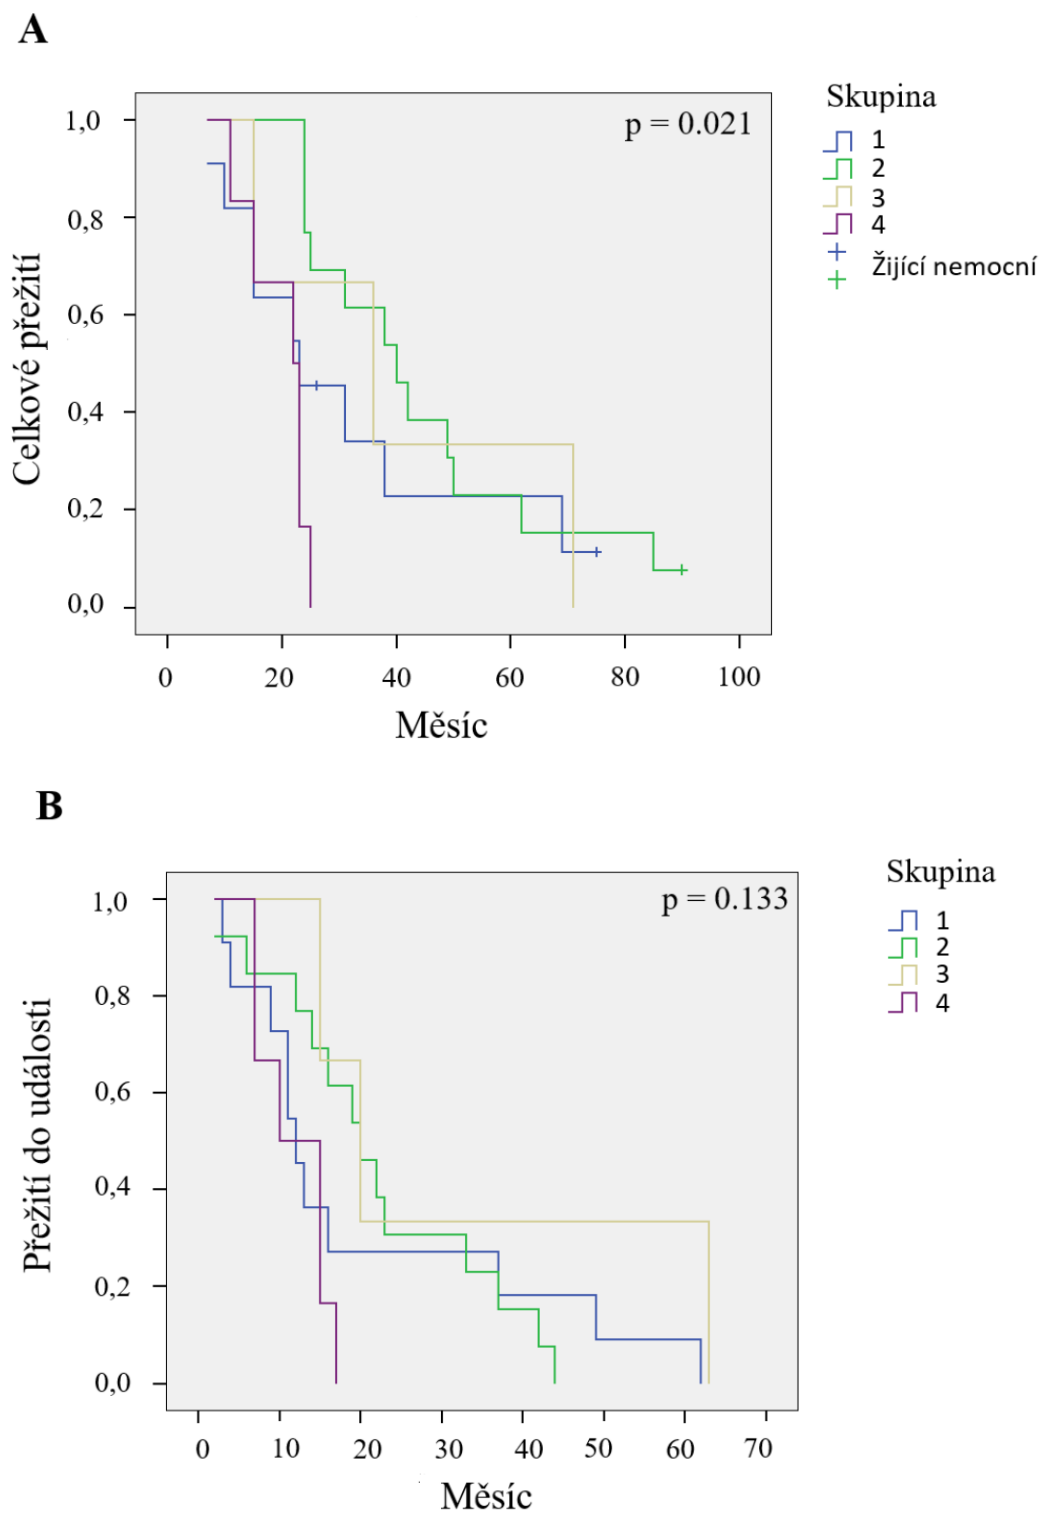 A
Skupina
1
2
3
4
Žijící nemocní
p = 0.021
Celkové přežití
1,0
0,8
0,6
0,4
0,2
0,0
0 20 40 60 80 100
Měsíc
B
Skupina
1
2
3
4
p = 0.133
Přežití do události
1,0
0,8
0,6
0,4
0,2
0,0
0 10 20 30 40 50 60 70
Měsíc